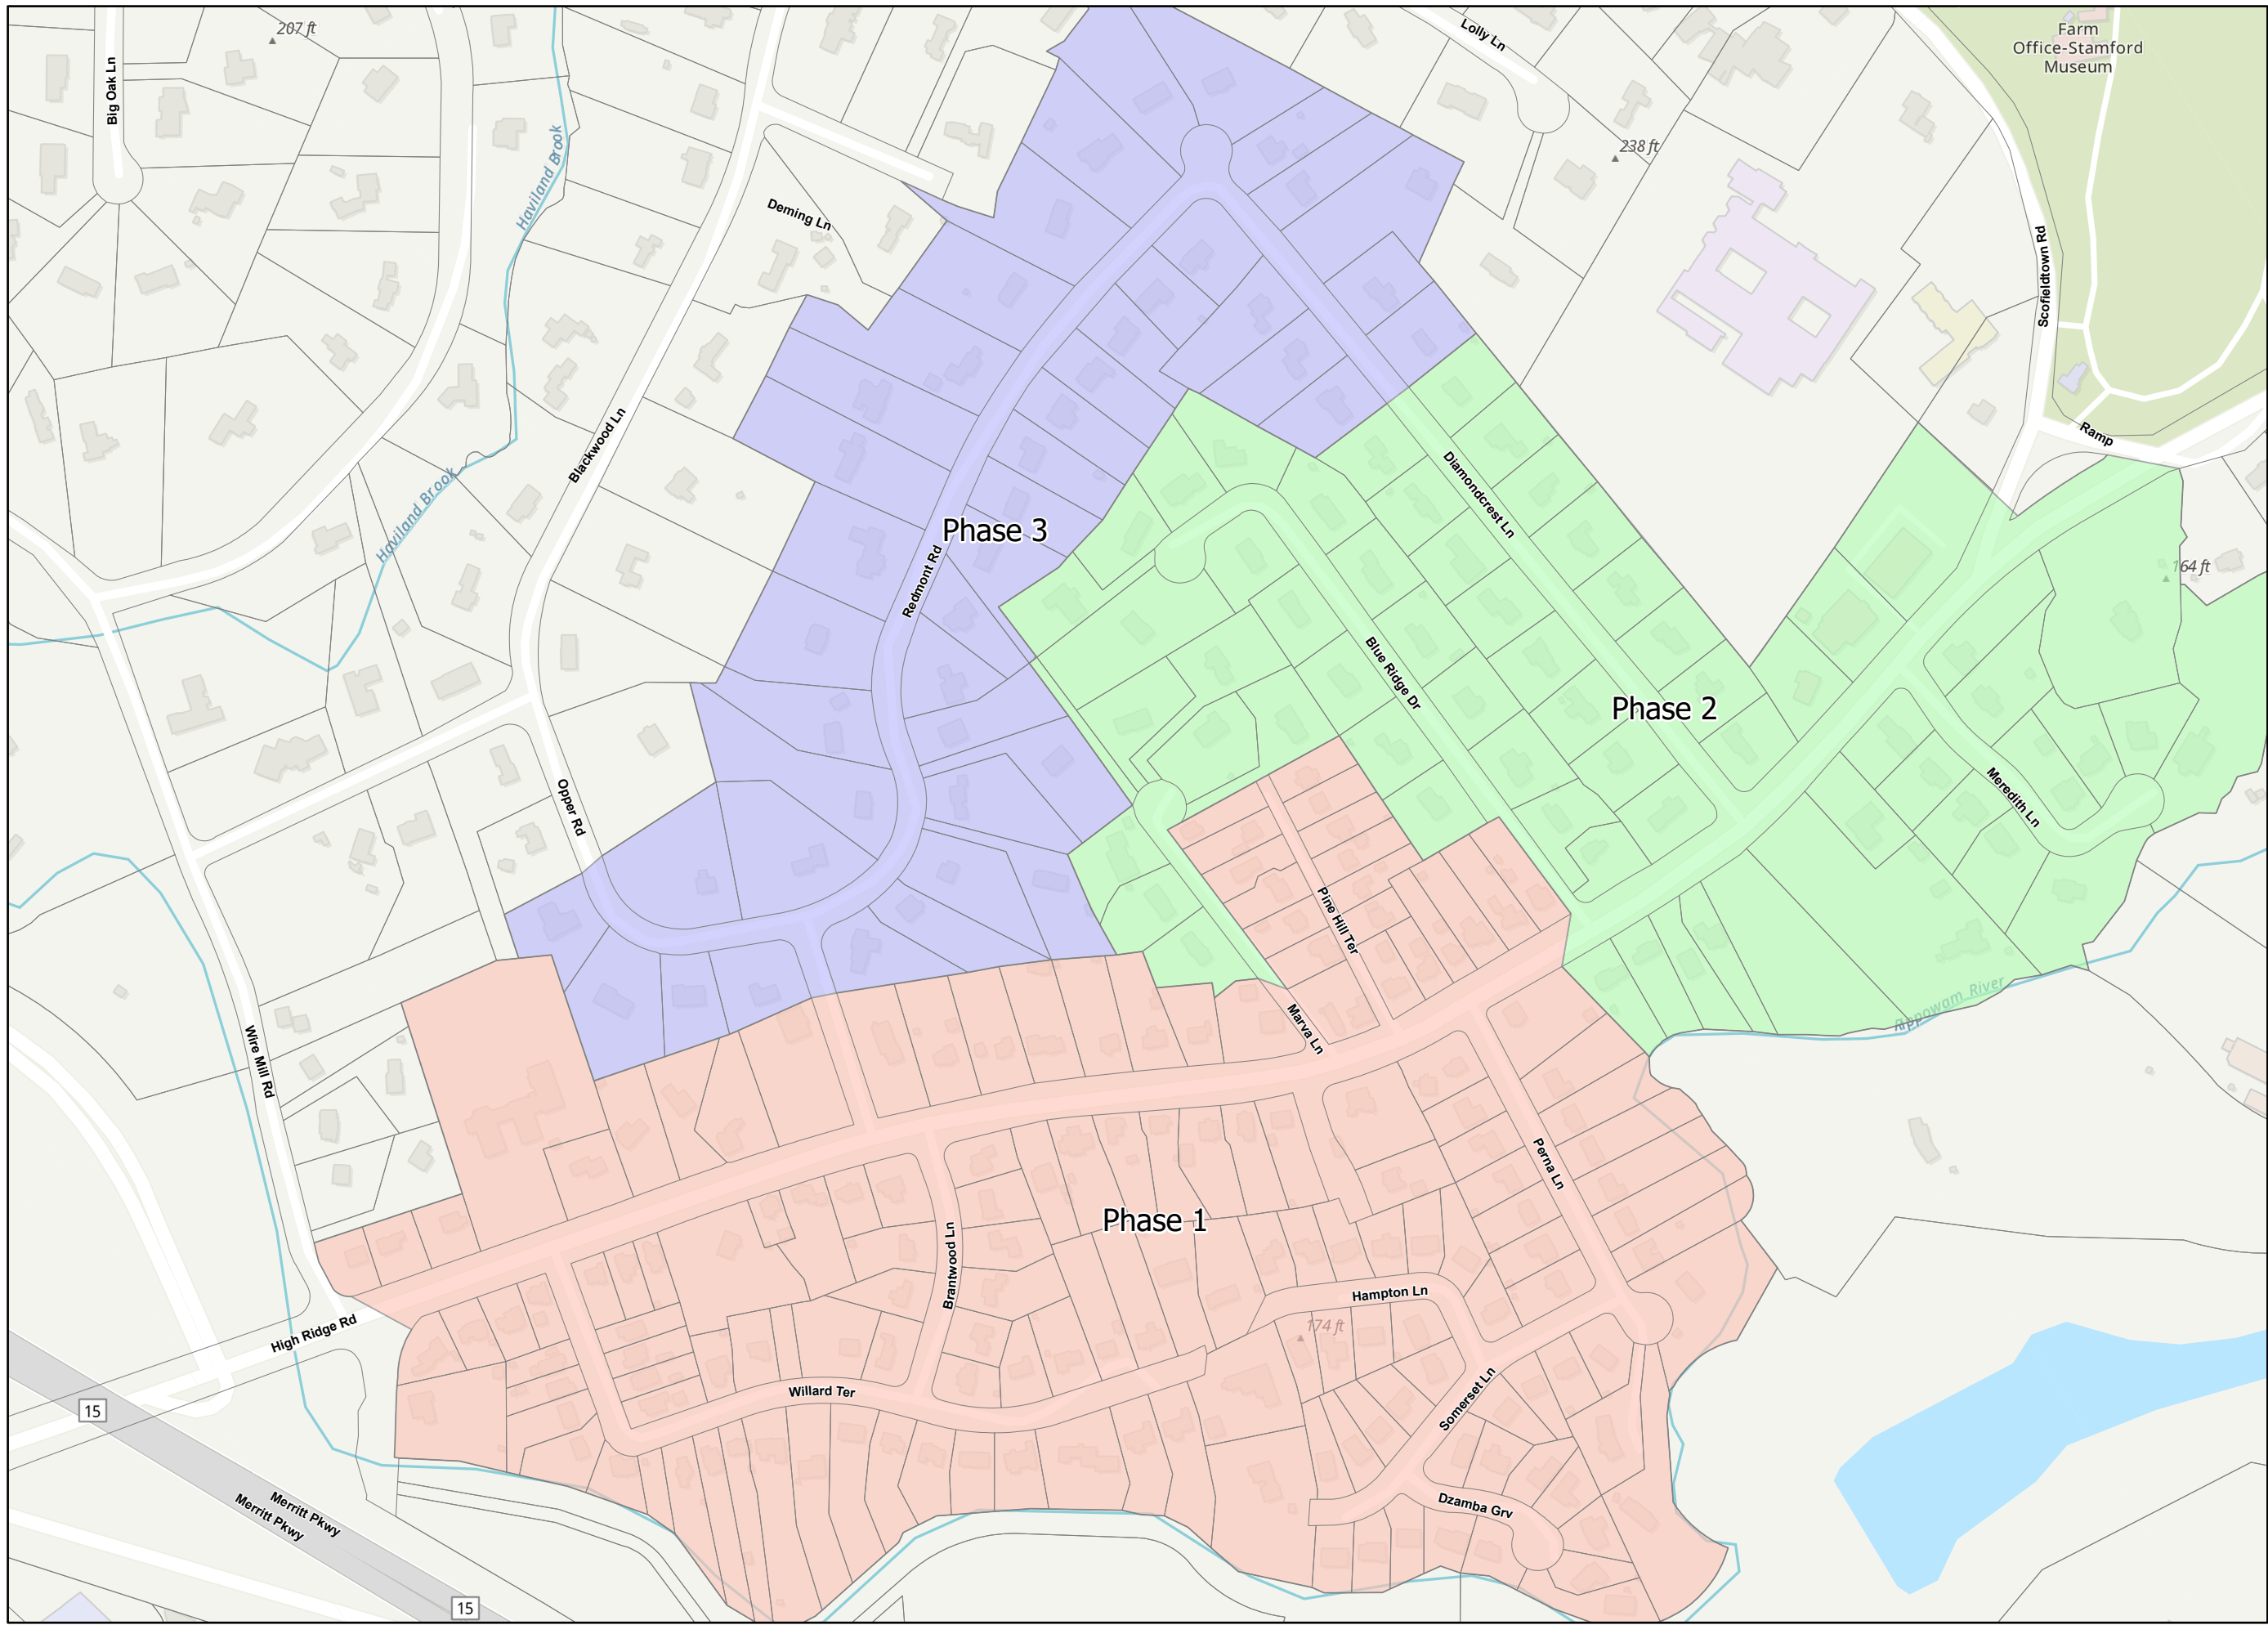 207 ft
Lolly Ln
Farm
Office-Stamford
Museum
Big Oak Ln
Haviland Brook
238 ft
Deming Ln
Scofieldtown Rd
Blackwood Ln
Ramp
Haviland Brook
Diamondcrest Ln
Phase 3
Redmont Rd
164 ft
Blue Ridge Dr
Phase 2
Opper Rd
Meredith Ln
Pine Hill Ter
Rippowam River
Marva Ln
Wire Mill Rd
Perna Ln
Phase 1
Brantwood Ln
Hampton Ln
High Ridge Rd
174 ft
Willard Ter
Somerset Ln
15
Merritt Pkwy
Merritt Pkwy
Dzamba Grv
15